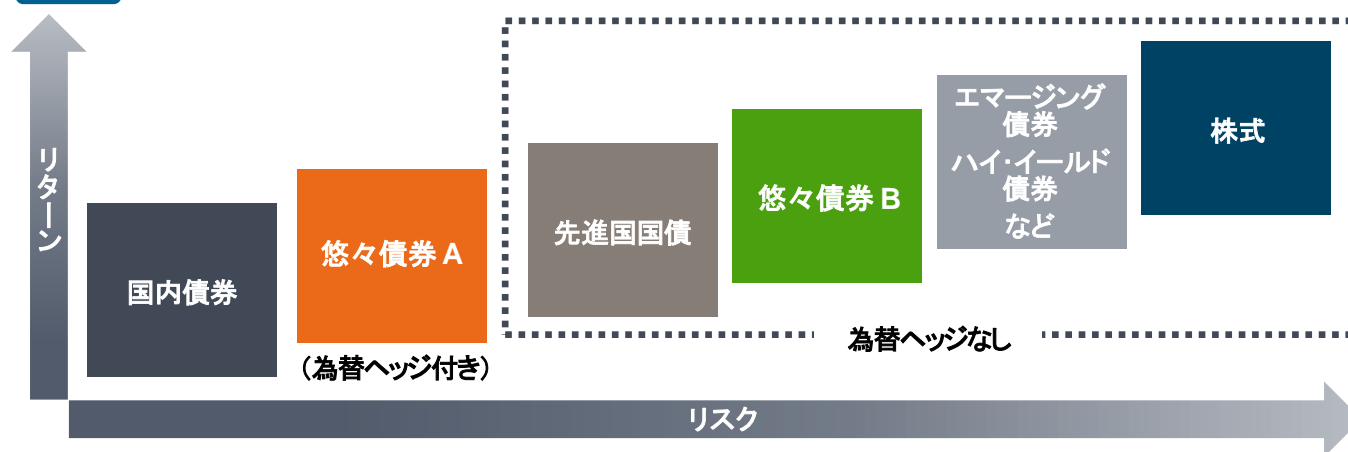 リターン
国内債券
悠々債券 A
(為替ヘッジ付き)
先進国国債
悠々債券 B
エマージング
債券
ハイ・イールド
債券
など
株式
為替ヘッジなし
リスク